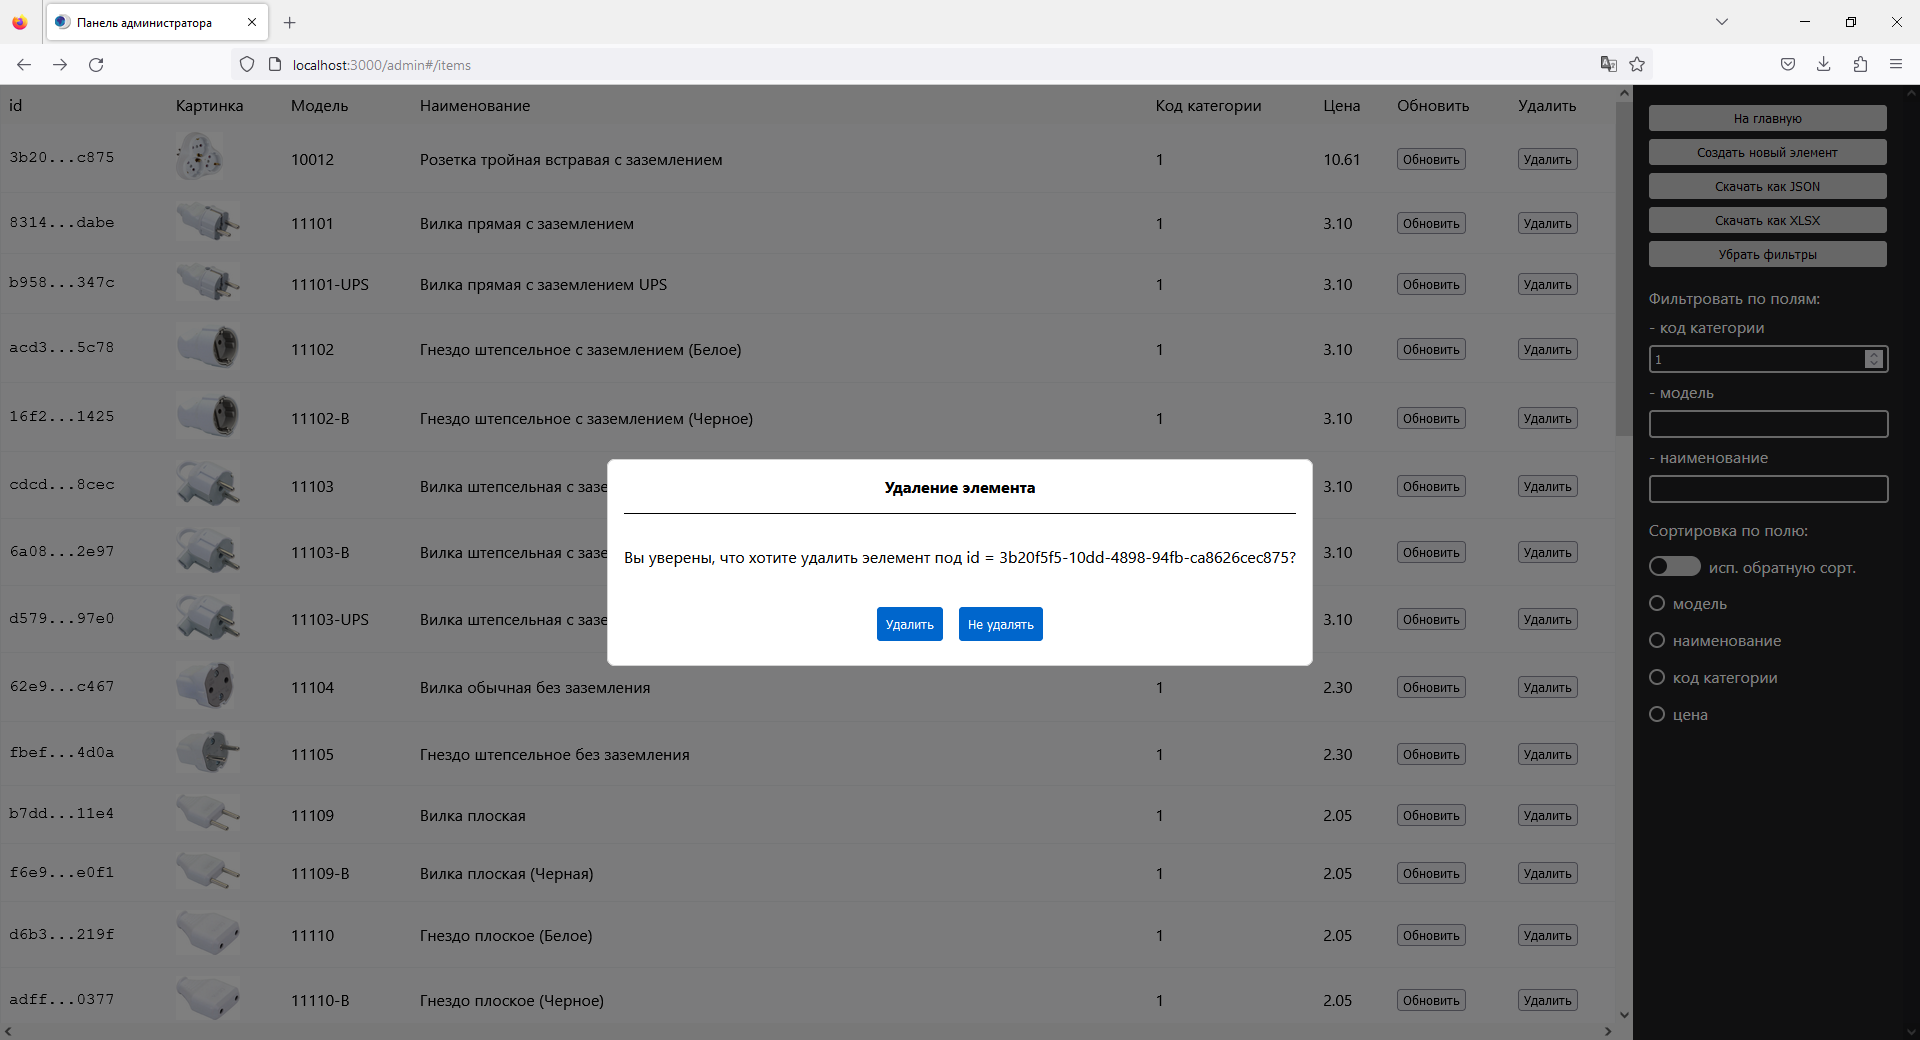 Панель администратора
localhost:3000/admin#/items
id Картинка Модель Наименование Код категории Цена Обновить Удалить
3b20...c875 10012 Розетка тройная встравая с заземлением 1 10.61 Обновить Удалить
8314...dabe 11101 Вилка прямая с заземлением 1 3.10 Обновить Удалить
b958...347c 11101-UPS Вилка прямая с заземлением UPS 1 3.10 Обновить Удалить
acd3...5c78 11102 Гнездо штепсельное с заземлением (Белое) 1 3.10 Обновить Удалить
16f2...1425 11102-B Гнездо штепсельное с заземлением (Черное) 1 3.10 Обновить Удалить
cdcd...8cec 11103 Вилка штепсельная с зазе 3.10 Обновить Удалить
6a08...2e97 11103-B Вилка штепсельная с зазе 3.10 Обновить Удалить
d579...97e0 11103-UPS Вилка штепсельная с зазе 3.10 Обновить Удалить
62e9...c467 11104 Вилка обычная без заземления 1 2.30 Обновить Удалить
fbef...4d0a 11105 Гнездо штепсельное без заземления 1 2.30 Обновить Удалить
b7dd...11e4 11109 Вилка плоская 1 2.05 Обновить Удалить
f6e9...e0f1 11109-B Вилка плоская (Черная) 1 2.05 Обновить Удалить
d6b3...219f 11110 Гнездо плоское (Белое) 1 2.05 Обновить Удалить
adff...0377 11110-B Гнездо плоское (Черное) 1 2.05 Обновить Удалить
Удаление элемента
Вы уверены, что хотите удалить эелемент под id = 3b20f5f5-10dd-4898-94fb-ca8626cec875?
Удалить Не удалять
На главную
Создать новый элемент
Скачать как JSON
Скачать как XLSX
Убрать фильтры
Фильтровать по полям:
- код категории
1
- модель
- наименование
Сортировка по полю:
исп. обратную сорт.
модель
наименование
код категории
цена